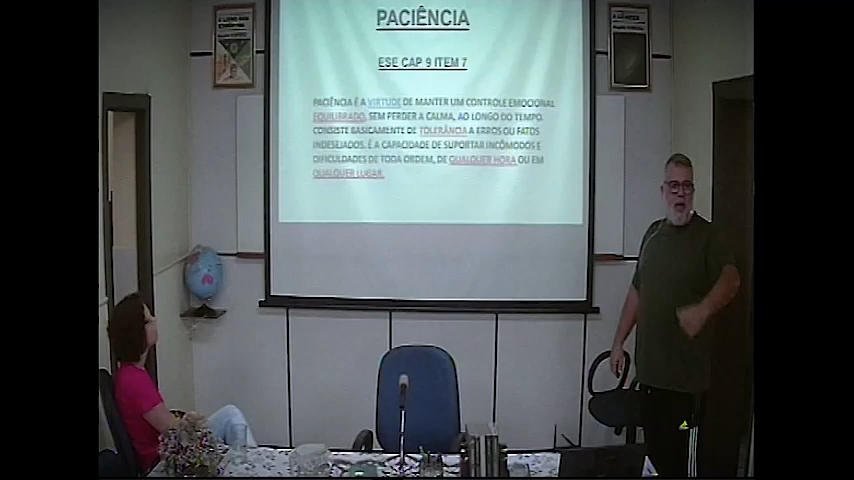 PACIÊNCIA
ESE CAP 9 ITEM 7
PACIÊNCIA É A VIRTUDE DE MANTER UM CONTROLE EMOCIONAL
EQUILIBRADO, SEM PERDER A CALMA, AO LONGO DO TEMPO.
CONSISTE BASICAMENTE DE TOLERÂNCIA A ERROS OU FATOS
INDESEJADOS. É A CAPACIDADE DE SUPORTAR INCÔMODOS E
DIFICULDADES DE TODA ORDEM, DE QUALQUER HORA OU EM
QUALQUER LUGAR.